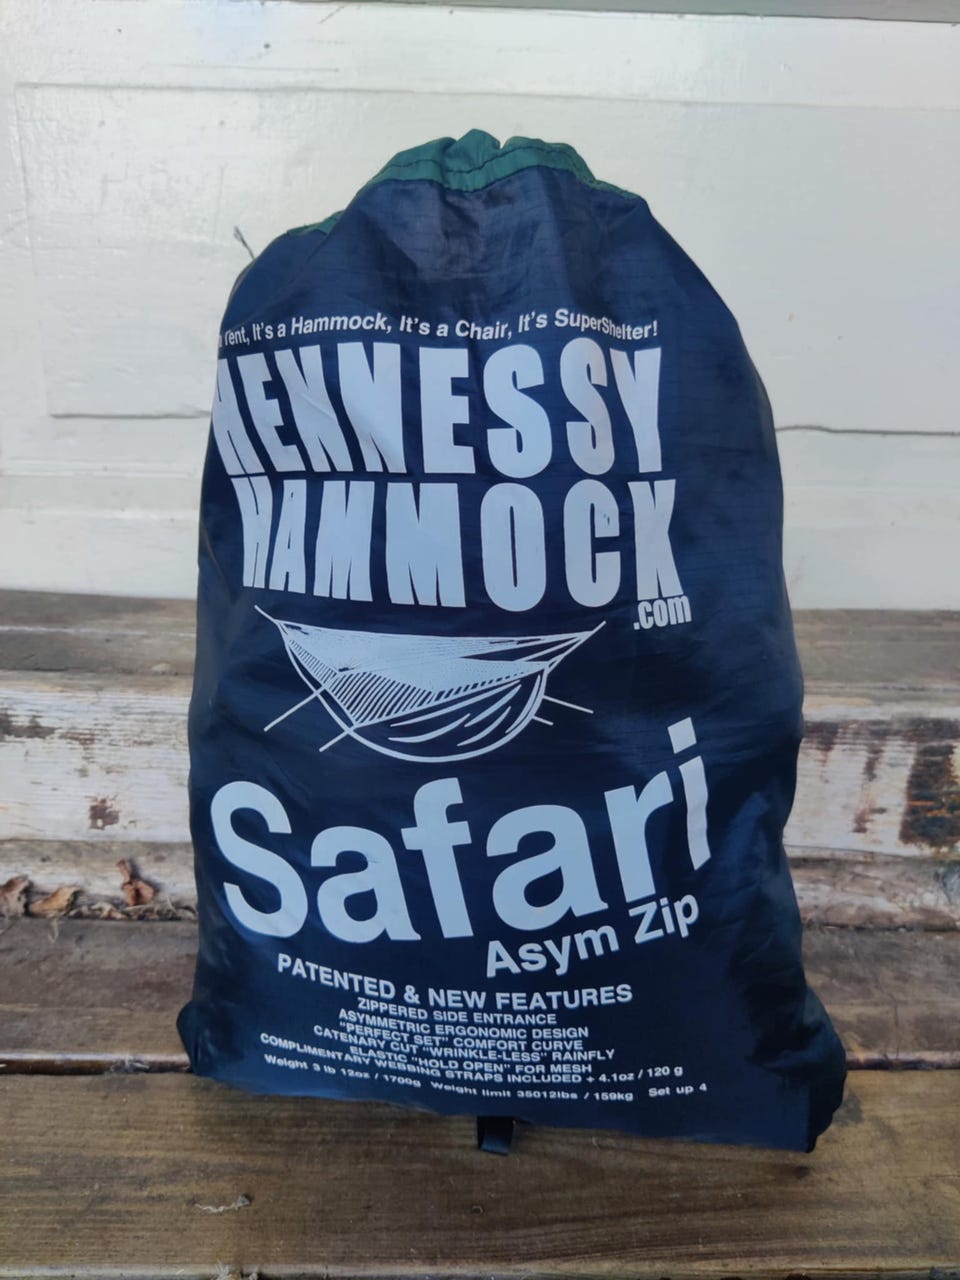 Tent, It's a Hammock, It's a Chair, It's SuperShelter!
HENNESSY
HAMMOCK
.com
Safari
Asym Zip
PATENTED & NEW FEATURES
ZIPPERED SIDE ENTRANCE
ASYMMETRIC ERGONOMIC DESIGN
"PERFECT SET" COMFORT CURVE
CATENARY CUT "WRINKLE-LESS" RAINFLY
ELASTIC "HOLD OPEN" FOR MESH
COMPLIMENTARY WEBBING STRAPS INCLUDED + 4.1oz / 120 g
Weight 3 lb 12oz / 1700g Weight limit 35012lbs / 159kg Set up 4